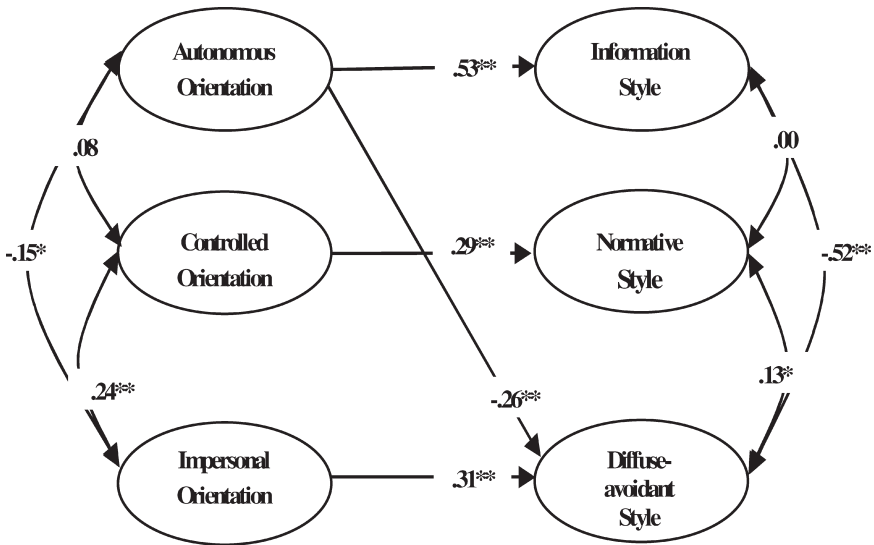 Autonomous
Orientation
.53**
Information
Style
.08
.00
Controlled
Orientation
.29**
Normative
Style
-.15*
-.52**
.24**
.13*
-.26**
Impersonal
Orientation
.31**
Diffuse-
avoidant
Style